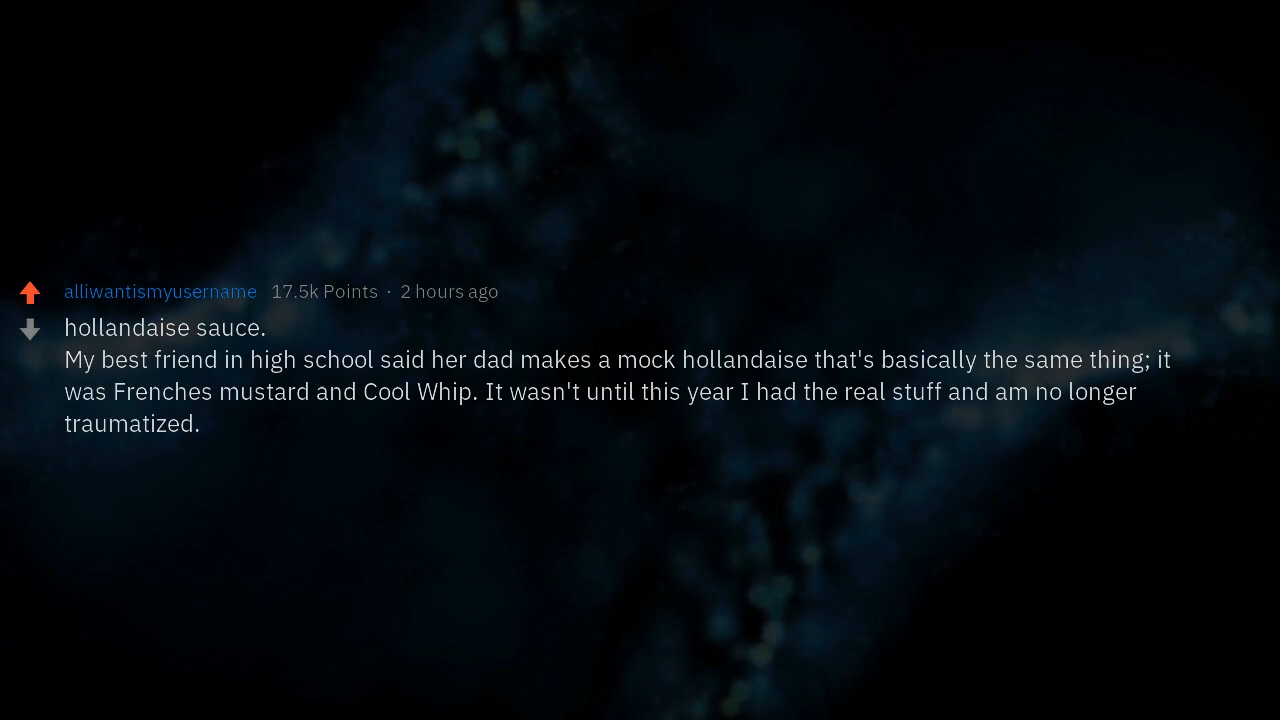 alliwantismyusername 17.5k Points · 2 hours ago
hollandaise sauce.
My best friend in high school said her dad makes a mock hollandaise that's basically the same thing; it
was Frenches mustard and Cool Whip. It wasn't until this year I had the real stuff and am no longer
traumatized.